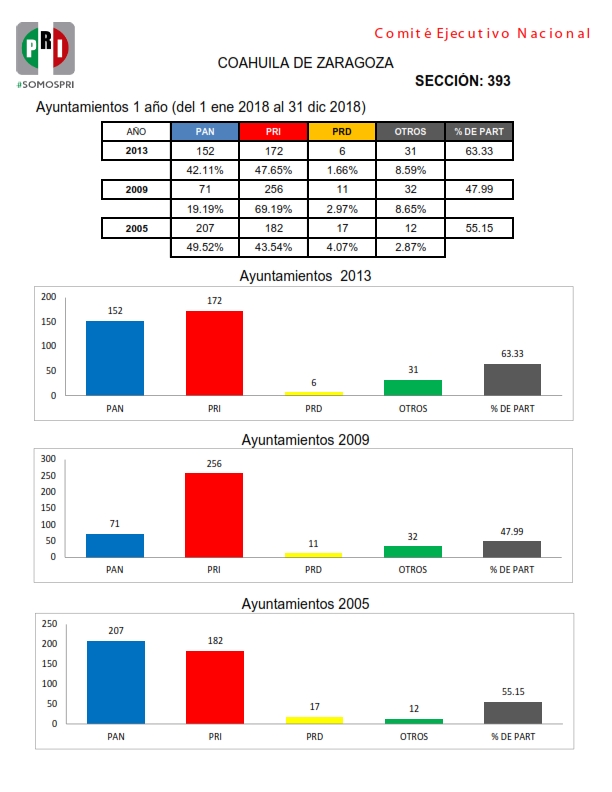 Comité Ejecutivo Nacional
PRI
#SOMOSPRI
COAHUILA DE ZARAGOZA
SECCIÓN: 393
Ayuntamientos 1 año (del 1 ene 2018 al 31 dic 2018)
AÑO PAN PRI PRD OTROS % DE PART
2013 152 172 6 31 63.33
42.11% 47.65% 1.66% 8.59%
2009 71 256 11 32 47.99
19.19% 69.19% 2.97% 8.65%
2005 207 182 17 12 55.15
49.52% 43.54% 4.07% 2.87%
Ayuntamientos 2013
200
150
100
50
0
152
172
6
31
63.33
PAN PRI PRD OTROS % DE PART
Ayuntamientos 2009
300
250
200
150
100
50
0
71
256
11
32
47.99
PAN PRI PRD OTROS % DE PART
Ayuntamientos 2005
250
200
150
100
50
0
207
182
17
12
55.15
PAN PRI PRD OTROS % DE PART